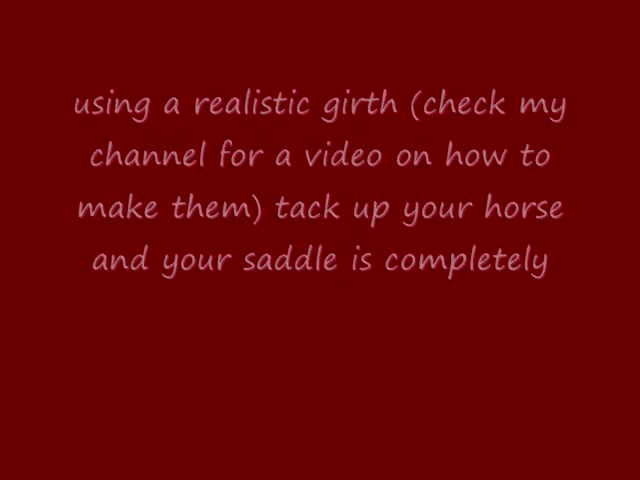 using a realistic girth (check my
channel for a video on how to
make them) tack up your horse
and your saddle is completely